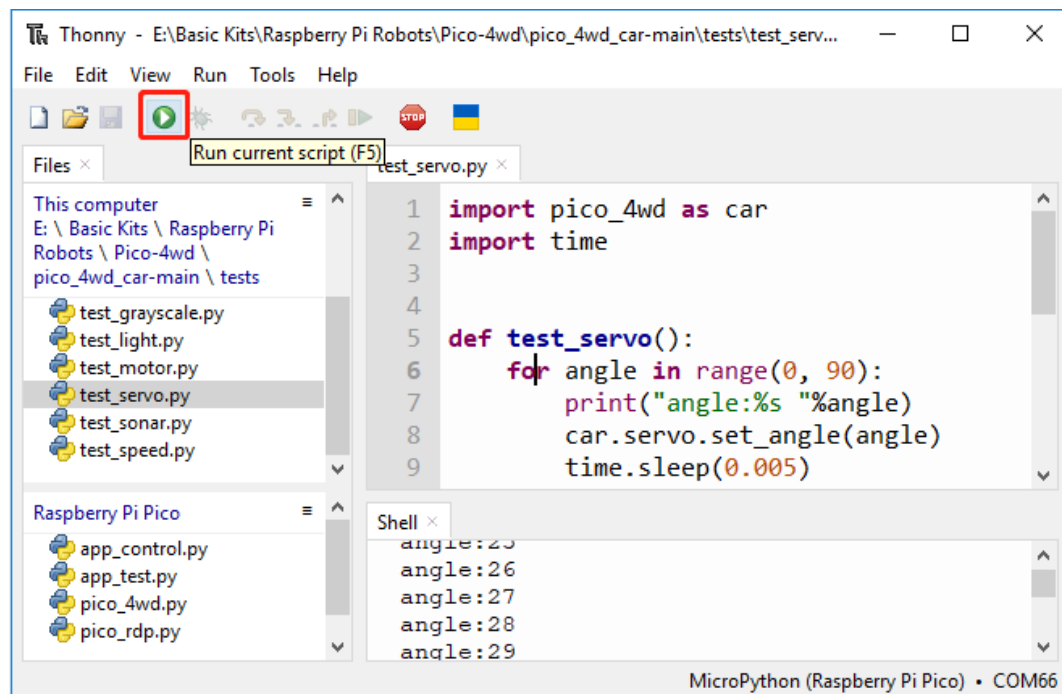 Thonny - E:\Basic Kits\Raspberry Pi Robots\Pico-4wd\pico_4wd_car-main\tests\test_serv...
File Edit View Run Tools Help
STOP
Run current script (F5)
Files
test_servo.py
This computer
E: \ Basic Kits \ Raspberry Pi
Robots \ Pico-4wd \
pico_4wd_car-main \ tests
test_grayscale.py
test_light.py
test_motor.py
test_servo.py
test_sonar.py
test_speed.py
1 import pico_4wd as car
2 import time
3
4
5 def test_servo():
6     for angle in range(0, 90):
7         print("angle:%s "%angle)
8         car.servo.set_angle(angle)
9         time.sleep(0.005)
Raspberry Pi Pico
app_control.py
app_test.py
pico_4wd.py
pico_rdp.py
Shell
angle:25
angle:26
angle:27
angle:28
angle:29
MicroPython (Raspberry Pi Pico) • COM66